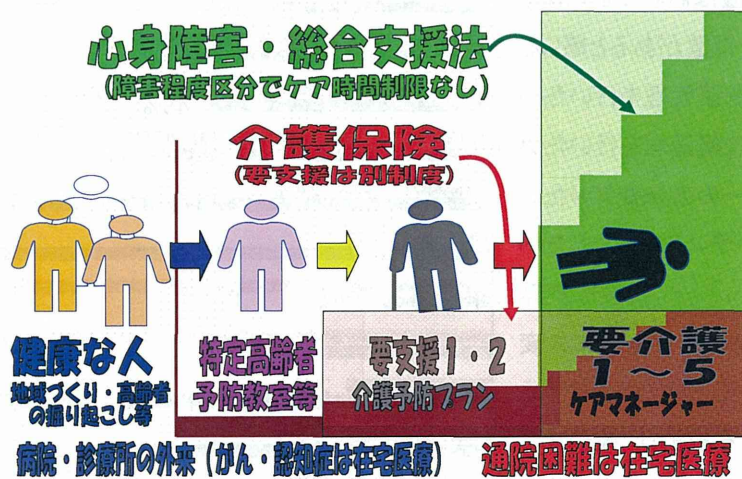 心身障害・総合支援法
(障害程度区分でケア時間制限なし)
介護保険
(要支援は別制度)
健康な人
地域づくり・高齢者
の掘り起こし等
特定高齢者
予防教室等
要支援1・2
介護予防プラン
要介護
1～5
ケアマネージャー
病院・診療所の外来(がん・認知症は在宅医療)
通院困難は在宅医療